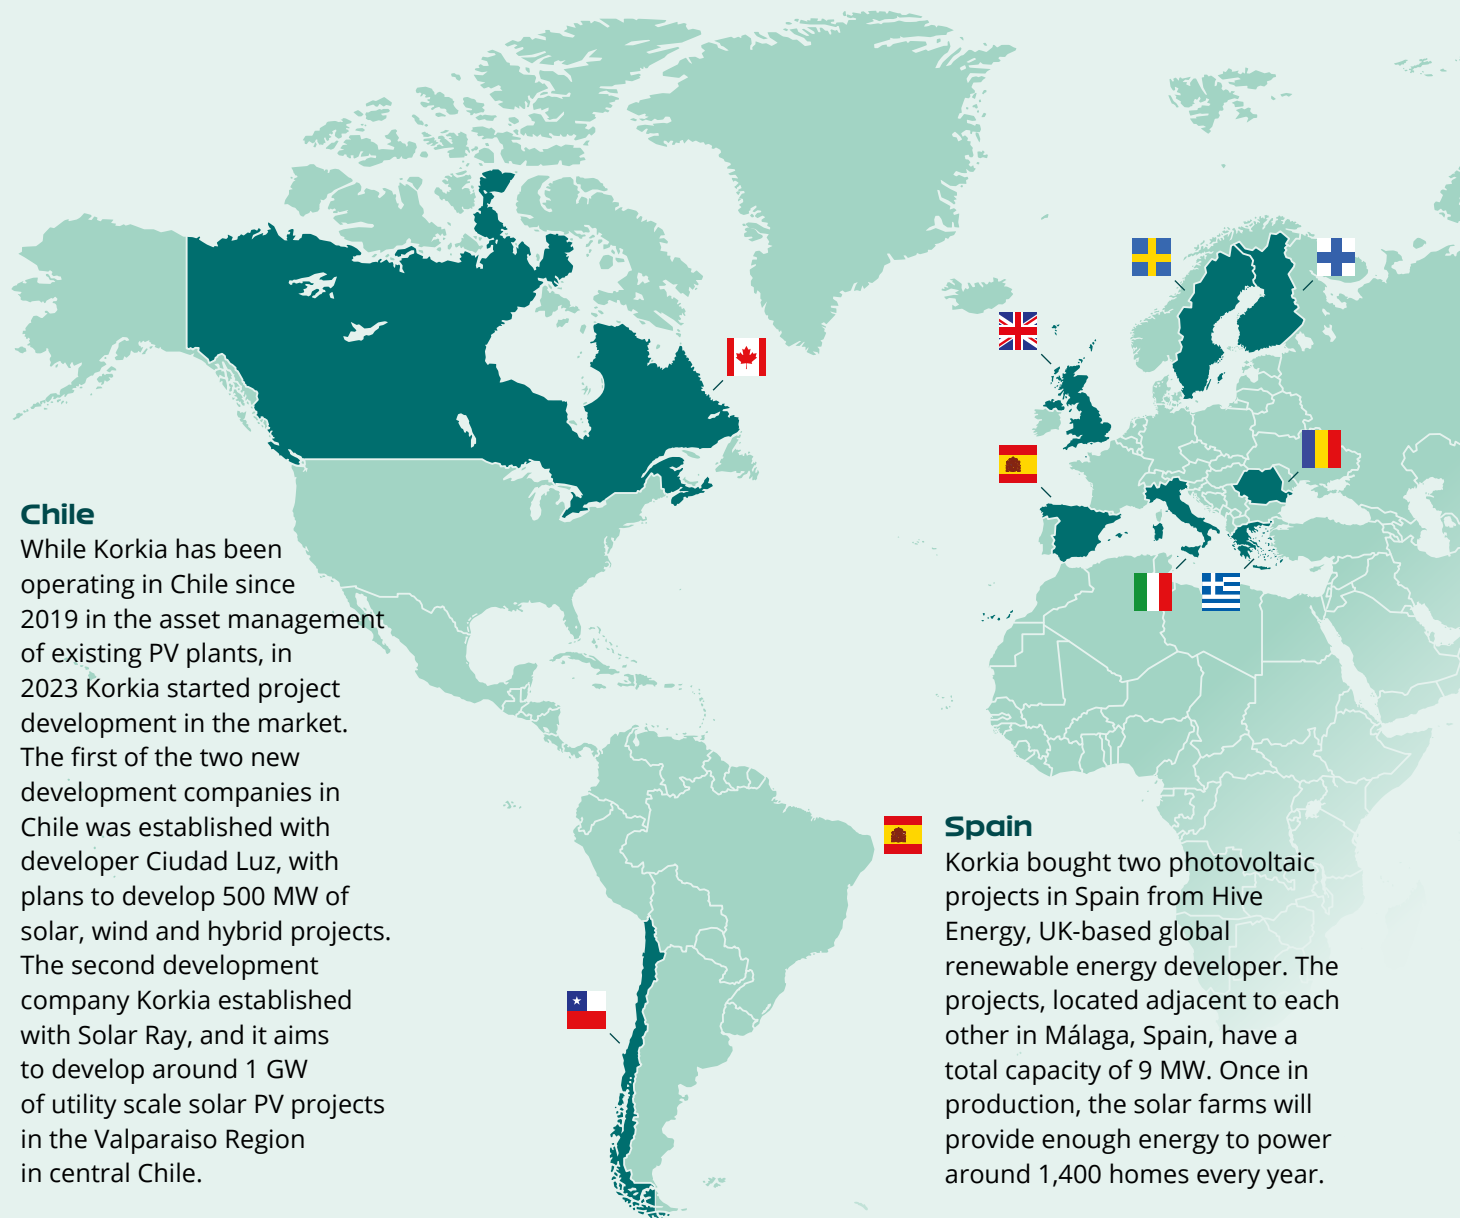 Chile
While Korkia has been
operating in Chile since
2019 in the asset management
of existing PV plants, in
2023 Korkia started project
development in the market.
The first of the two new
development companies in
Chile was established with
developer Ciudad Luz, with
plans to develop 500 MW of
solar, wind and hybrid projects.
The second development
company Korkia established
with Solar Ray, and it aims
to develop around 1 GW
of utility scale solar PV projects
in the Valparaiso Region
in central Chile.
Spain
Korkia bought two photovoltaic
projects in Spain from Hive
Energy, UK-based global
renewable energy developer. The
projects, located adjacent to each
other in Málaga, Spain, have a
total capacity of 9 MW. Once in
production, the solar farms will
provide enough energy to power
around 1,400 homes every year.